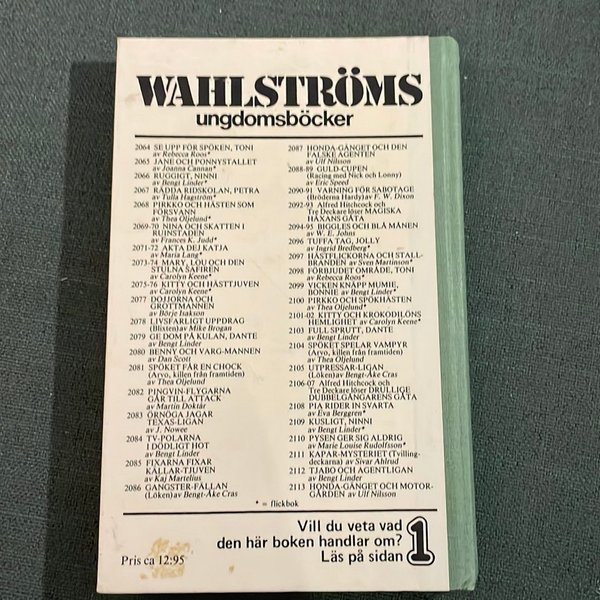 WAHLSTRÖMS
ungdomsböcker
2064 SE UPP FÖR SPÖKEN, TONI
av Rebecca Roos*
2065 JANE OCH PONNYSTALLET
av Joanna Cannan*
2066 RUGGIGT, NINNI
av Bengt Linder*
2067 RÄDDA RIDSKOLAN, PETRA
av Tulla Hagström*
2068 PIRKKO OCH HÄSTEN SOM
FÖRSVANN
av Thea Oljelund*
2069-70 NINA OCH SKATTEN I
RUINSTADEN
av Frances K. Judd*
2071-72 AKTA DEJ KATJA
av Maria Lang*
2073-74 MARY, LOU OCH DEN
STULNA SAFIREN
av Carolyn Keene*
2075-76 KITTY OCH HÄSTTJUVEN
av Carolyn Keene*
2077 DOJJORNA OCH
GROTTMANNEN
av Börje Isakson
2078 LIVSFARLIGT UPPDRAG
(Blixten) av Mike Brogan
2079 GE DOM PÅ KULAN, DANTE
av Bengt Linder
2080 BENNY OCH VARG-MANNEN
av Dan Scott
2081 SPÖKET FÅR EN CHOCK
(Arvo, killen från framtiden)
av Thea Oljelund
2082 PINGVIN-FLYGARNA
GÅR TILL ATTACK
av Martin Doktár
2083 ÖRNÖGA JAGAR
TEXAS-LIGAN
av J. Nowee
2084 TV-POLARNA
I DÖDLIGT HOT
av Bengt Linder
2085 FIXARNA FIXAR
KÄLLAR-TJUVEN
av Kaj Martelius
2086 GANGSTER-FÄLLAN
(Löken) av Bengt-Åke Cras
2087 HONDA-GÄNGET OCH DEN
FALSKE AGENTEN
av Ulf Nilsson
2088-89 GULD-CUPEN
(Racing med Nick och Lonny)
av Eric Speed
2090-91 VARNING FÖR SABOTAGE
(Bröderna Hardy) av F. W. Dixon
2092-93 Alfred Hitchcock och
Tre Deckare löser MAGISKA
HÄXANS GÅTA
2094-95 BIGGLES OCH BLÅ MÅNEN
av W. E. Johns
2096 TUFFA TAG, JOLLY
av Ingrid Bredberg*
2097 HÄSTFLICKORNA OCH STALL-
BRANDEN av Sven Martinson*
2098 FÖRBJUDET OMRÅDE, TONI
av Rebecca Roos*
2099 VICKEN KNÄPP MUMIE,
BONNIE av Bengt Linder*
2100 PIRKKO OCH SPÖKHÄSTEN
av Thea Oljelund*
2101-02 KITTY OCH KROKODILÖNS
HEMLIGHET av Carolyn Keene*
2103 FULL SPRUTT, DANTE
av Bengt Linder
2104 SPÖKET SPELAR VAMPYR
(Arvo, killen från framtiden)
av Thea Oljelund
2105 UTPRESSAR-LIGAN
(Löken) av Bengt-Åke Cras
2106-07 Alfred Hitchcock och
Tre Deckare löser DRULLIGE
DUBBELGÅNGARENS GÅTA
2108 PIA RIDER IN SVARTA
av Eva Berggren*
2109 KUSLIGT, NINNI
av Bengt Linder*
2110 PYSEN GER SIG ALDRIG
av Marie Louise Rudolfsson*
2111 KAPAR-MYSTERIET (Tvilling-
deckarna) av Sivar Ahlrud
2112 TJABO OCH AGENTLIGAN
av Bengt Linder
2113 HONDA-GÄNGET OCH MOTOR-
GÅRDEN av Ulf Nilsson
* = flickbok
Vill du veta vad
den här boken handlar om?
Läs på sidan 1
Pris ca 12:95